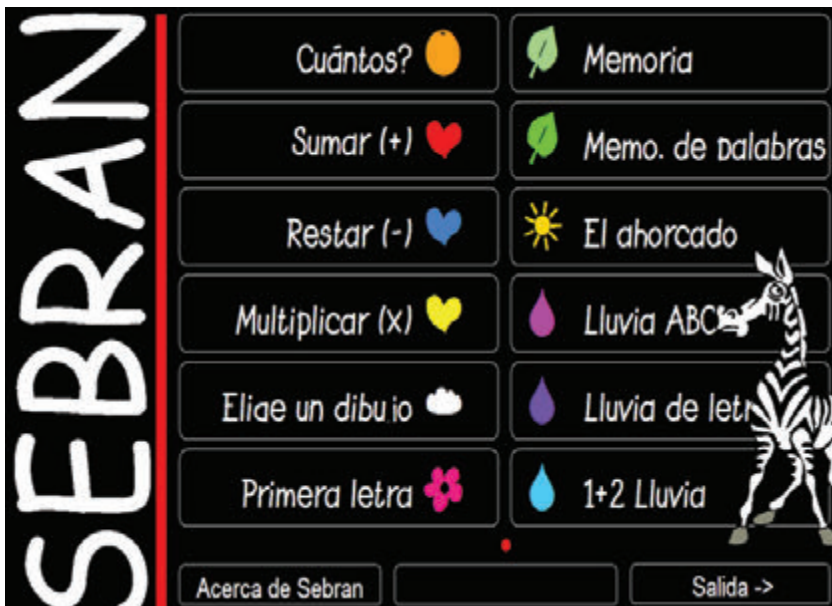 SEBRAN
Cuántos?
Sumar (+)
Restar (-)
Multiplicar (x)
Elige un dibujo
Primera letra
Memoria
Memo. de palabras
El ahorcado
Lluvia ABC
Lluvia de letr
1+2 Lluvia
Acerca de Sebran
Salida ->